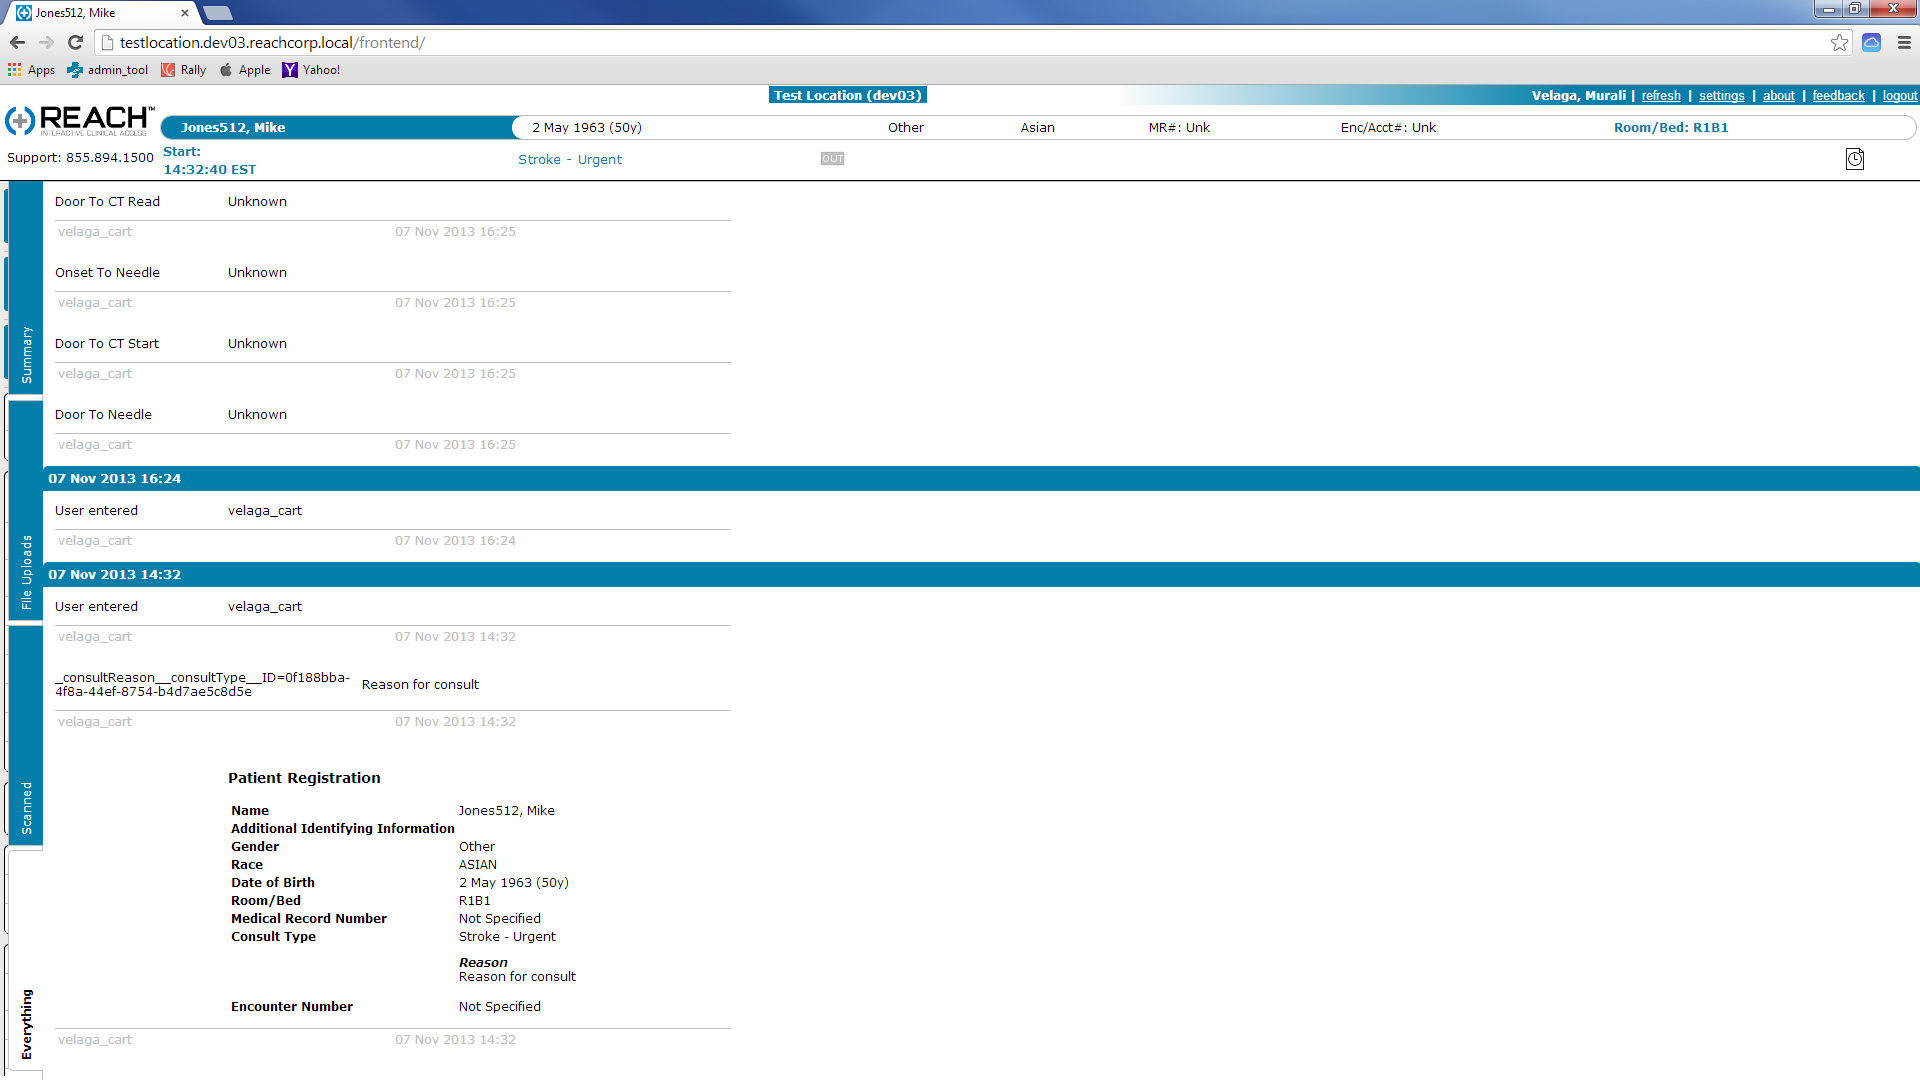 Jones512, Mike
testlocation.dev03.reachcorp.local/frontend/
Apps admin_tool Rally Apple Yahoo!
Test Location (dev03) Velaga, Murali | refresh | settings | about | feedback | logout
REACH™
INTERACTIVE CLINICAL ACCESS
Jones512, Mike 2 May 1963 (50y) Other Asian MR#: Unk Enc/Acct#: Unk Room/Bed: R1B1
Support: 855.894.1500
Start:
14:32:40 EST
Stroke - Urgent OUT
Door To CT Read Unknown
velaga_cart 07 Nov 2013 16:25
Onset To Needle Unknown
velaga_cart 07 Nov 2013 16:25
Door To CT Start Unknown
velaga_cart 07 Nov 2013 16:25
Door To Needle Unknown
velaga_cart 07 Nov 2013 16:25
07 Nov 2013 16:24
User entered velaga_cart
velaga_cart 07 Nov 2013 16:24
07 Nov 2013 14:32
User entered velaga_cart
velaga_cart 07 Nov 2013 14:32
_consultReason__consultType__ID=0f188bba-
4f8a-44ef-8754-b4d7ae5c8d5e
Reason for consult
velaga_cart 07 Nov 2013 14:32
Patient Registration
Name Jones512, Mike
Additional Identifying Information
Gender Other
Race ASIAN
Date of Birth 2 May 1963 (50y)
Room/Bed R1B1
Medical Record Number Not Specified
Consult Type Stroke - Urgent
Reason
Reason for consult
Encounter Number Not Specified
velaga_cart 07 Nov 2013 14:32
Summary
File Uploads
Scanned
Everything